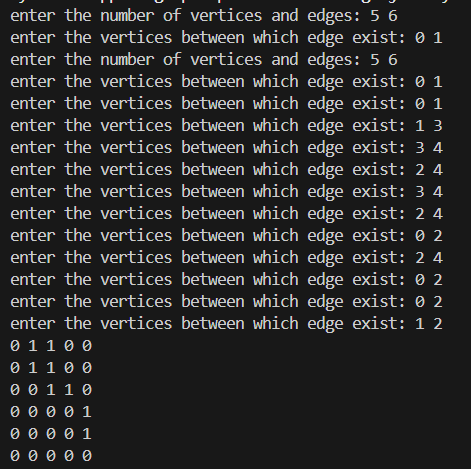 enter the number of vertices and edges: 5 6
enter the vertices between which edge exist: 0 1
enter the number of vertices and edges: 5 6
enter the vertices between which edge exist: 0 1
enter the vertices between which edge exist: 0 1
enter the vertices between which edge exist: 1 3
enter the vertices between which edge exist: 3 4
enter the vertices between which edge exist: 2 4
enter the vertices between which edge exist: 3 4
enter the vertices between which edge exist: 2 4
enter the vertices between which edge exist: 0 2
enter the vertices between which edge exist: 2 4
enter the vertices between which edge exist: 0 2
enter the vertices between which edge exist: 0 2
enter the vertices between which edge exist: 1 2
0 1 1 0 0
0 1 1 0 0
0 0 1 1 0
0 0 0 0 1
0 0 0 0 1
0 0 0 0 0